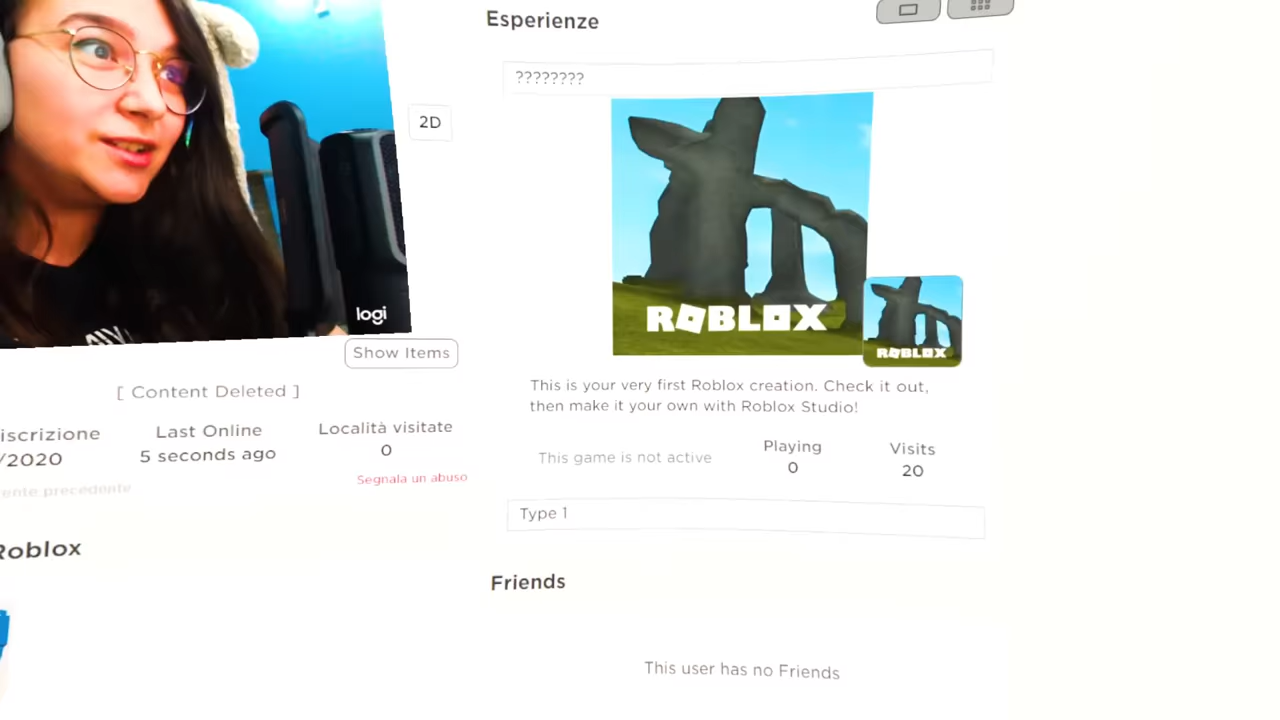 Esperienze
????????
2D
logi
ROBLOX
ROBLOX
Show Items
This is your very first Roblox creation. Check it out,
then make it your own with Roblox Studio!
[ Content Deleted ]
iscrizione
/2020
Last Online
5 seconds ago
Località visitate
0
Segnala un abuso
ente precedente
This game is not active
Playing
0
Visits
20
Type 1
Roblox
Friends
This user has no Friends